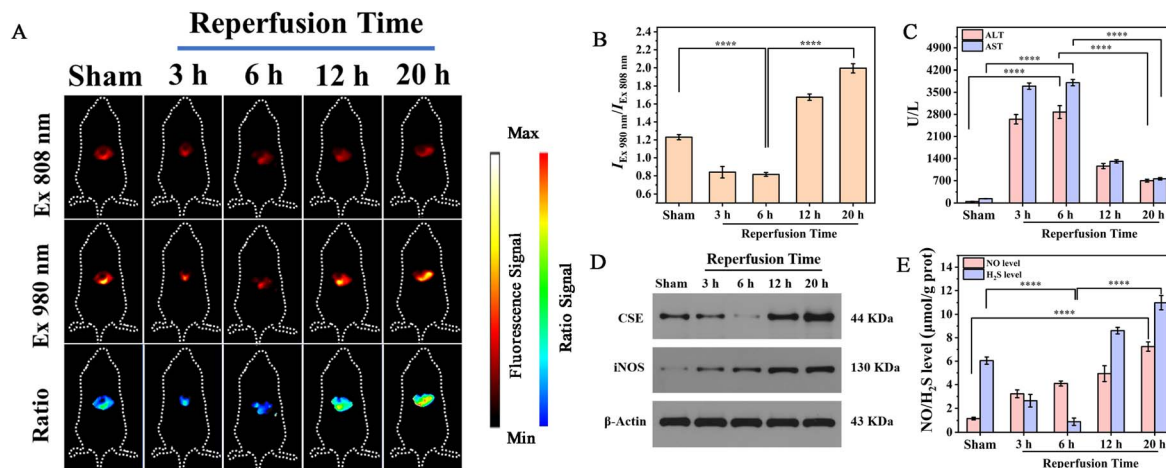 A
Reperfusion Time
Sham 3 h 6 h 12 h 20 h
Ex 808 nm
Ex 980 nm
Ratio
Max
Fluorescence Signal
Ratio Signal
Min
B
I Ex 980 nm/I Ex 808 nm
2.6
2.4
2.2
2.0
1.8
1.6
1.4
1.2
1.0
0.8
0.6
**** ****
Sham 3 h 6 h 12 h 20 h
Reperfusion Time
C
ALT
AST
U/L
4900
4200
3500
2800
2100
1400
700
0
****
****
****
****
Sham 3 h 6 h 12 h 20 h
Reperfusion Time
D
Reperfusion Time
Sham 3 h 6 h 12 h 20 h
CSE 44 KDa
iNOS 130 KDa
β-Actin 43 KDa
E
NO level
H₂S level
NO/H₂S level (μmol/g prot)
14
12
10
8
6
4
2
0
**** ****
****
Sham 3 h 6 h 12 h 20 h
Reperfusion Time